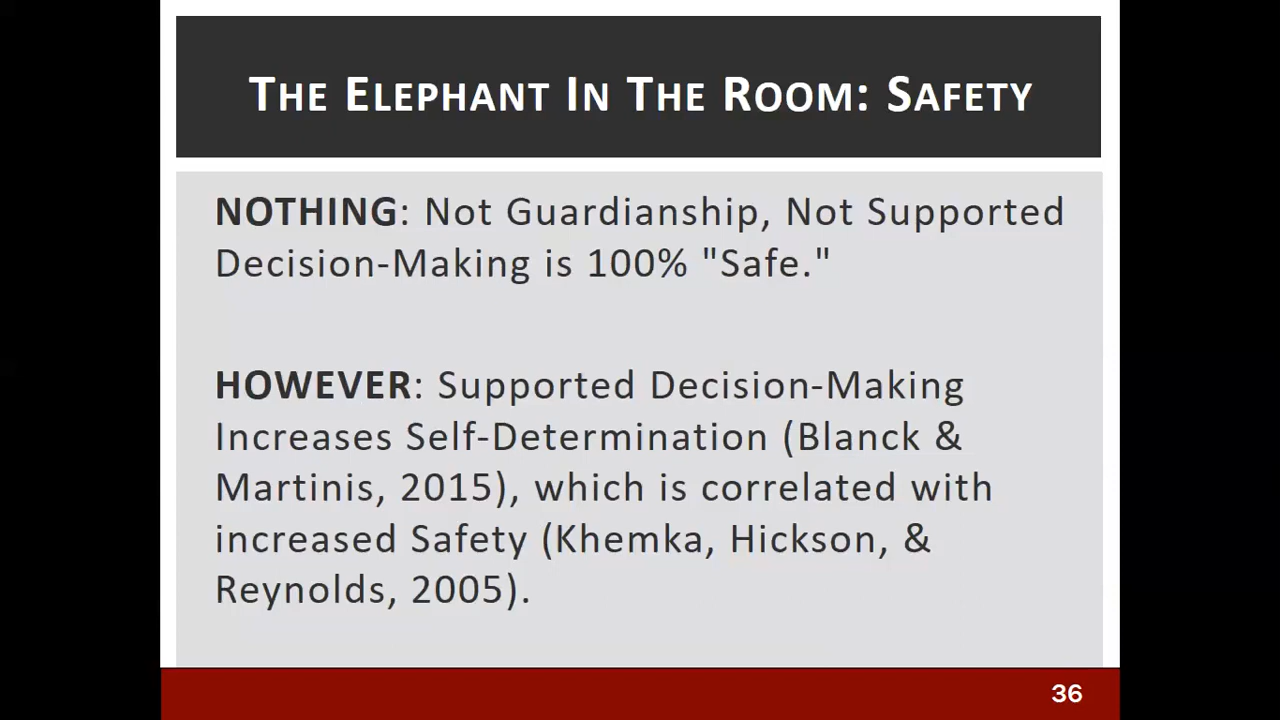 THE ELEPHANT IN THE ROOM: SAFETY
NOTHING: Not Guardianship, Not Supported
Decision-Making is 100% "Safe."
HOWEVER: Supported Decision-Making
Increases Self-Determination (Blanck &
Martinis, 2015), which is correlated with
increased Safety (Khemka, Hickson, &
Reynolds, 2005).
36